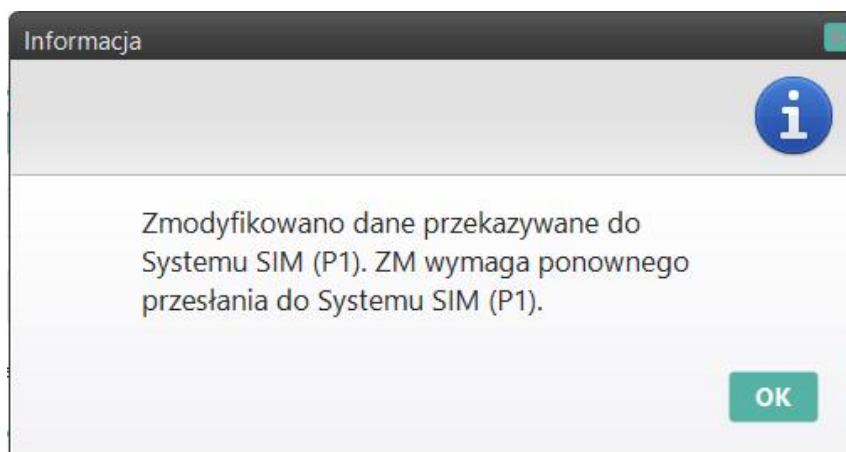 Informacja
Zmodyfikowano dane przekazywane do
Systemu SIM (P1). ZM wymaga ponownego
przesłania do Systemu SIM (P1).
OK